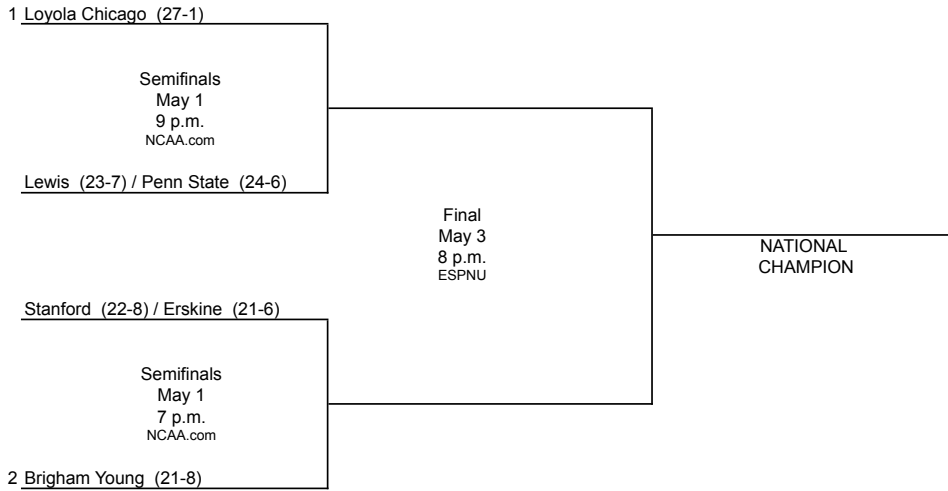 1 Loyola Chicago (27-1)
Semifinals
May 1
9 p.m.
NCAA.com
Lewis (23-7) / Penn State (24-6)
Final
May 3
8 p.m.
ESPNU
NATIONAL
CHAMPION
Stanford (22-8) / Erskine (21-6)
Semifinals
May 1
7 p.m.
NCAA.com
2 Brigham Young (21-8)